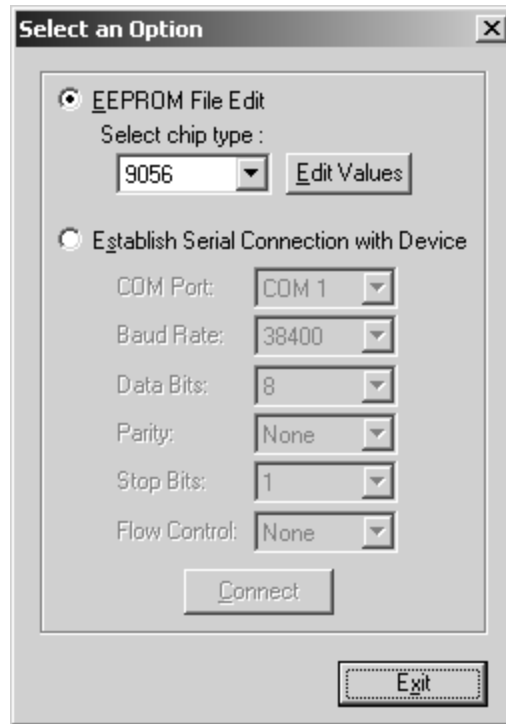 Select an Option
EEPROM File Edit
Select chip type :
9056 Edit Values
Establish Serial Connection with Device
COM Port: COM 1
Baud Rate: 38400
Data Bits: 8
Parity: None
Stop Bits: 1
Flow Control: None
Connect
Exit